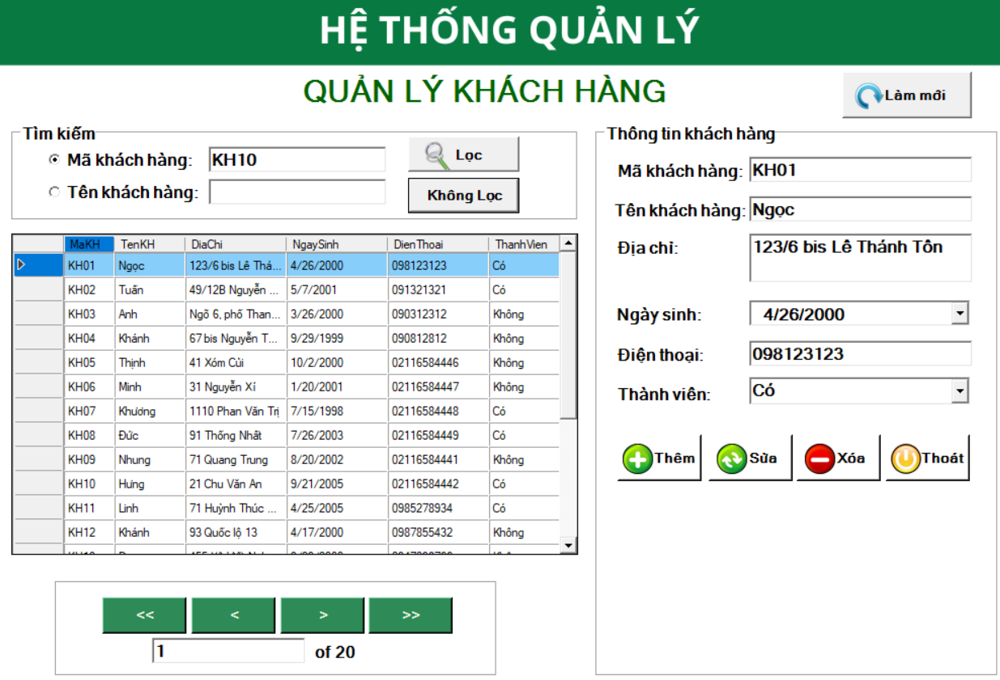 HỆ THỐNG QUẢN LÝ
QUẢN LÝ KHÁCH HÀNG
Làm mới
Tìm kiếm
Mã khách hàng: KH10
Lọc
Tên khách hàng:
Không Lọc
MaKH TenKH DiaChi NgaySinh DienThoai ThanhVien
KH01 Ngọc 123/6 bis Lê Thá... 4/26/2000 098123123 Có
KH02 Tuấn 49/12B Nguyễn ... 5/7/2001 091321321 Có
KH03 Anh Ngõ 6, phố Than... 3/26/2000 090312312 Không
KH04 Khánh 67 bis Nguyễn T... 9/29/1999 090812812 Không
KH05 Thịnh 41 Xóm Củi 10/2/2000 02116584446 Không
KH06 Minh 31 Nguyễn Xí 1/20/2001 02116584447 Không
KH07 Khương 1110 Phan Văn Trị 7/15/1998 02116584448 Có
KH08 Đức 91 Thống Nhất 7/26/2003 02116584449 Có
KH09 Nhung 71 Quang Trung 8/20/2002 02116584441 Không
KH10 Hưng 21 Chu Văn An 9/21/2005 02116584442 Có
KH11 Linh 71 Huỳnh Thúc ... 4/25/2005 0985278934 Có
KH12 Khánh 93 Quốc lộ 13 4/17/2000 0987855432 Không
<< < > >>
1 of 20
Thông tin khách hàng
Mã khách hàng: KH01
Tên khách hàng: Ngọc
Địa chỉ: 123/6 bis Lê Thánh Tôn
Ngày sinh: 4/26/2000
Điện thoại: 098123123
Thành viên: Có
Thêm Sửa Xóa Thoát